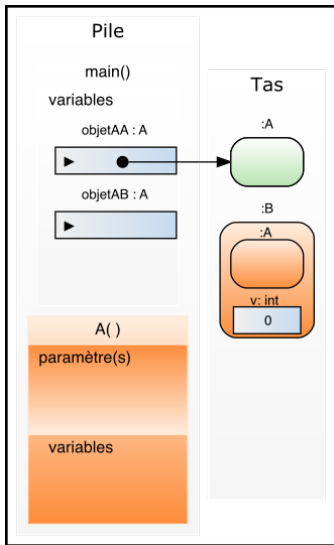 Pile
main()
variables
objetAA : A
objetAB : A
A( )
paramètre(s)
variables
Tas
:A
:B
:A
v: int
0